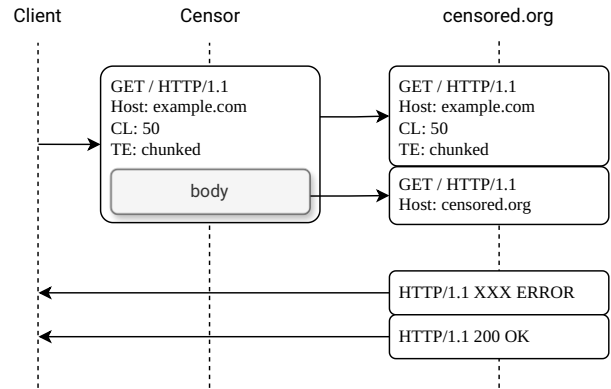 Client
Censor
censored.org
GET / HTTP/1.1
Host: example.com
CL: 50
TE: chunked
body
GET / HTTP/1.1
Host: example.com
CL: 50
TE: chunked
GET / HTTP/1.1
Host: censored.org
HTTP/1.1 XXX ERROR
HTTP/1.1 200 OK